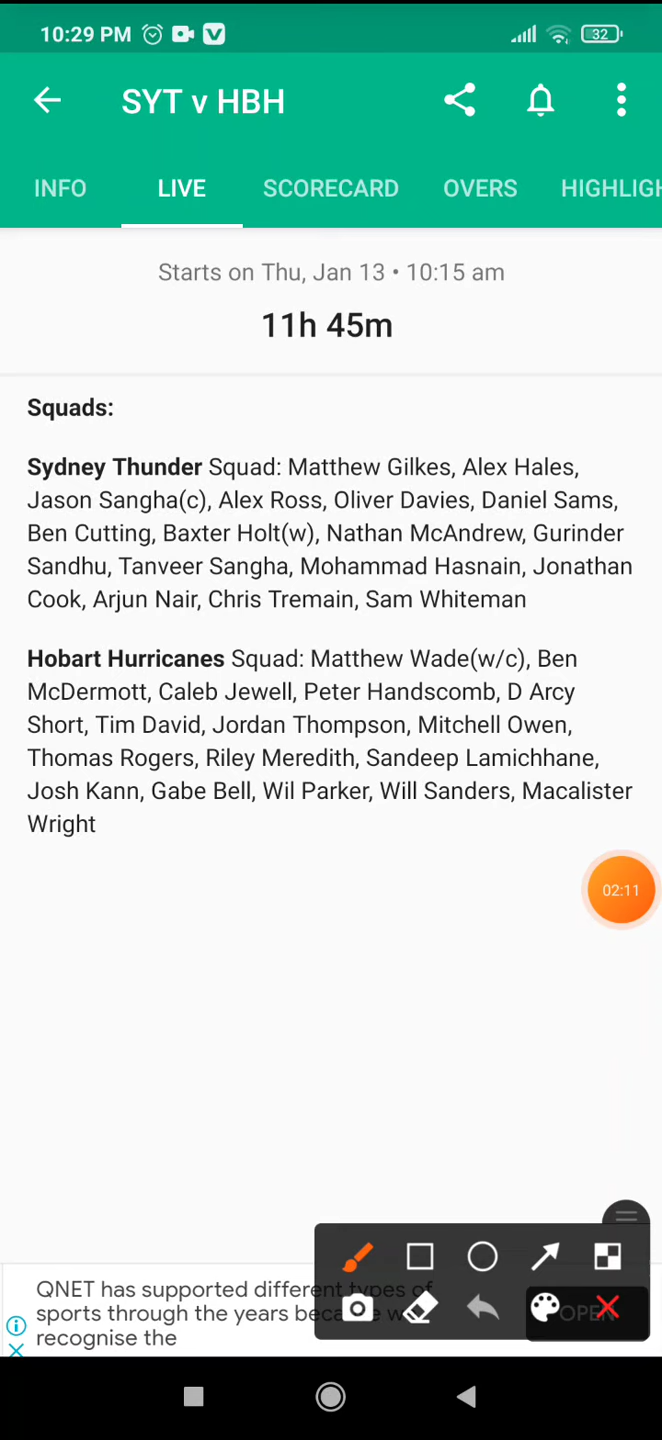 10:29 PM
32
SYT v HBH
INFO LIVE SCORECARD OVERS HIGHLIGH
Starts on Thu, Jan 13 • 10:15 am
11h 45m
Squads:
Sydney Thunder Squad: Matthew Gilkes, Alex Hales,
Jason Sangha(c), Alex Ross, Oliver Davies, Daniel Sams,
Ben Cutting, Baxter Holt(w), Nathan McAndrew, Gurinder
Sandhu, Tanveer Sangha, Mohammad Hasnain, Jonathan
Cook, Arjun Nair, Chris Tremain, Sam Whiteman
Hobart Hurricanes Squad: Matthew Wade(w/c), Ben
McDermott, Caleb Jewell, Peter Handscomb, D Arcy
Short, Tim David, Jordan Thompson, Mitchell Owen,
Thomas Rogers, Riley Meredith, Sandeep Lamichhane,
Josh Kann, Gabe Bell, Wil Parker, Will Sanders, Macalister
Wright
02:11
QNET has supported different types of
sports through the years because w
recognise the
OPEN